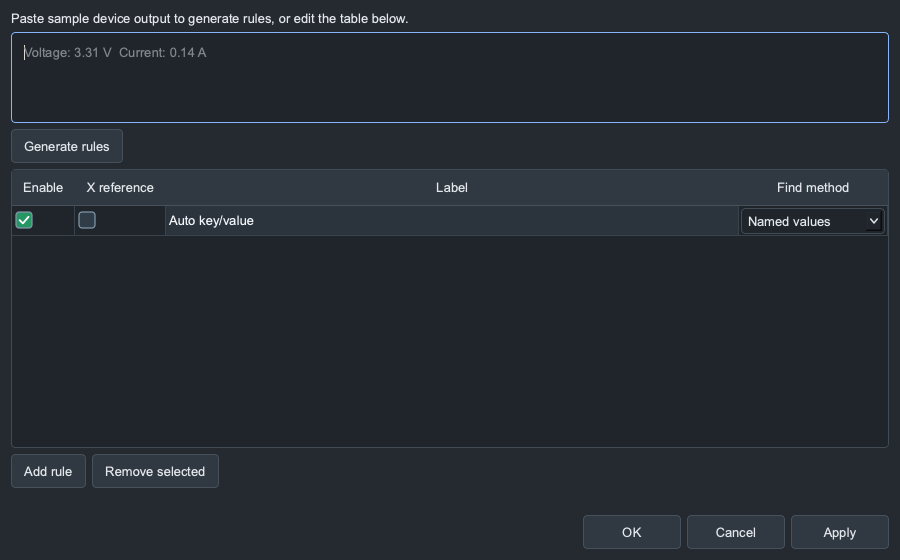 Paste sample device output to generate rules, or edit the table below.
Voltage: 3.31 V  Current: 0.14 A
Generate rules
Enable  X reference  Label  Find method
Auto key/value  Named values
Add rule  Remove selected
OK  Cancel  Apply